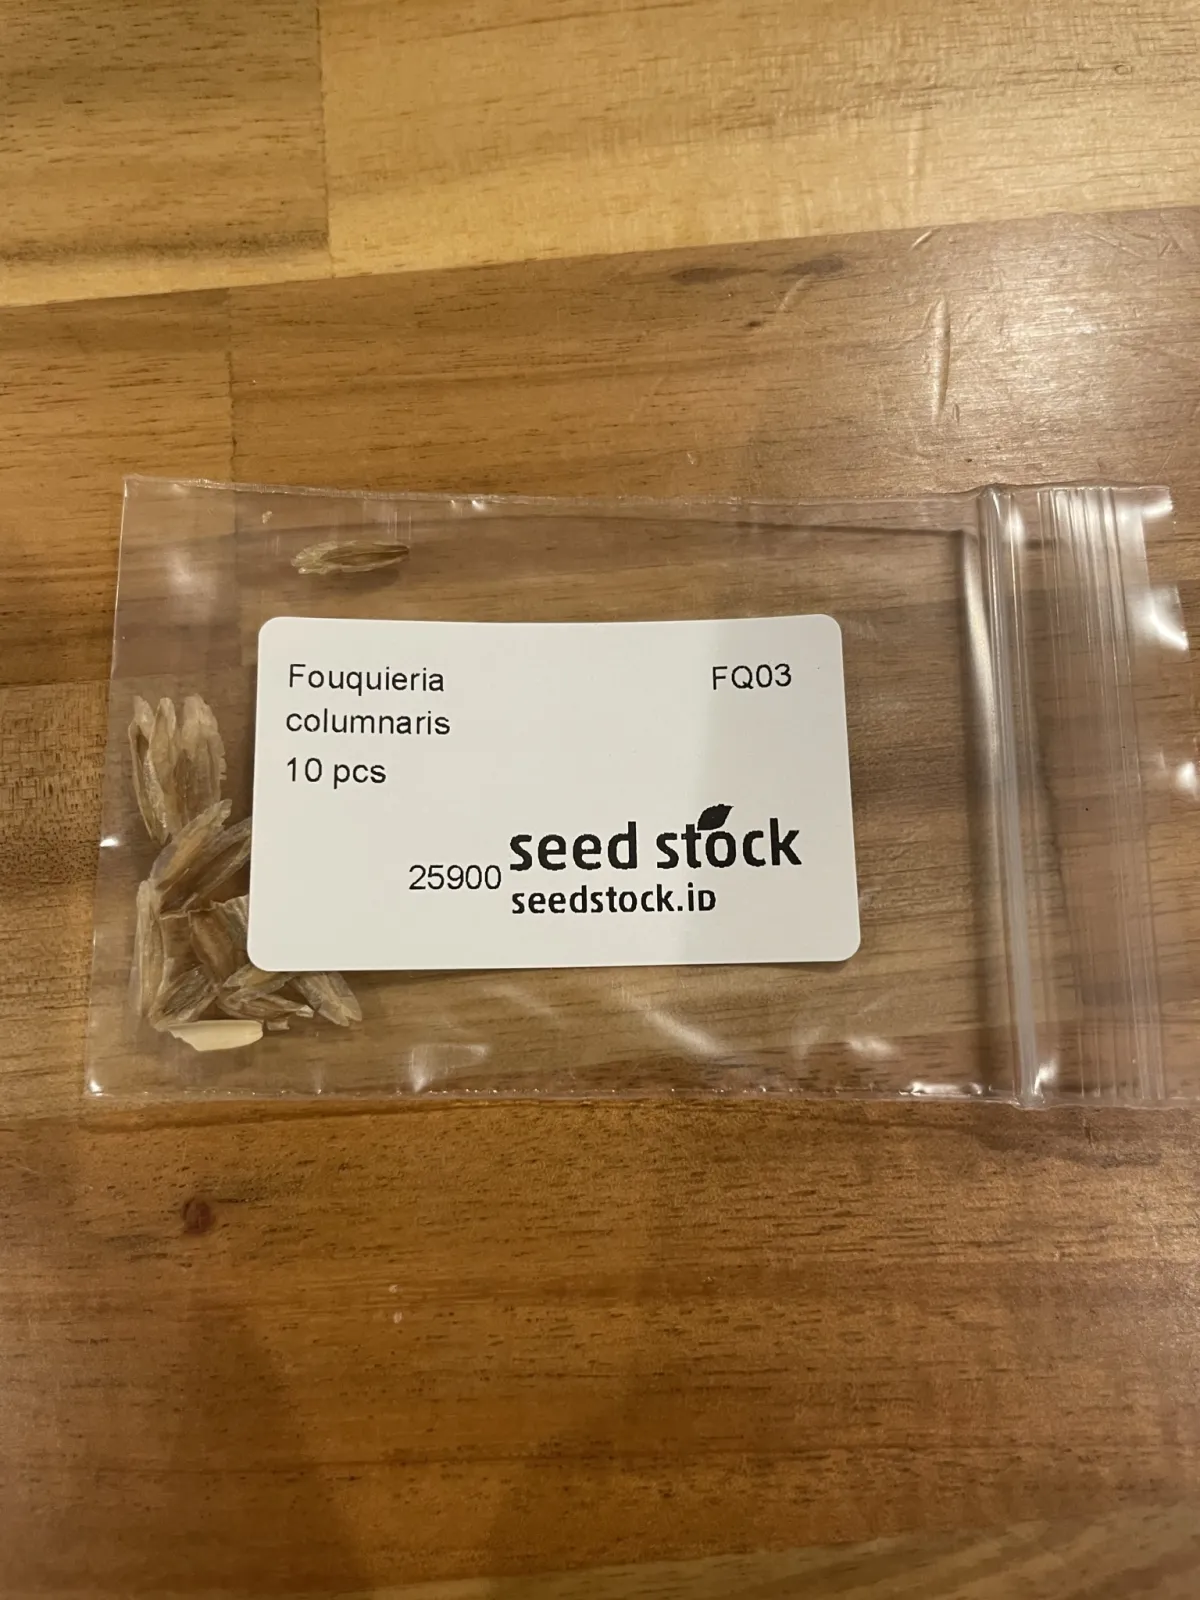 Fouquieria
columnaris
10 pcs
FQ03
25900
seed stock
seedstock.iD